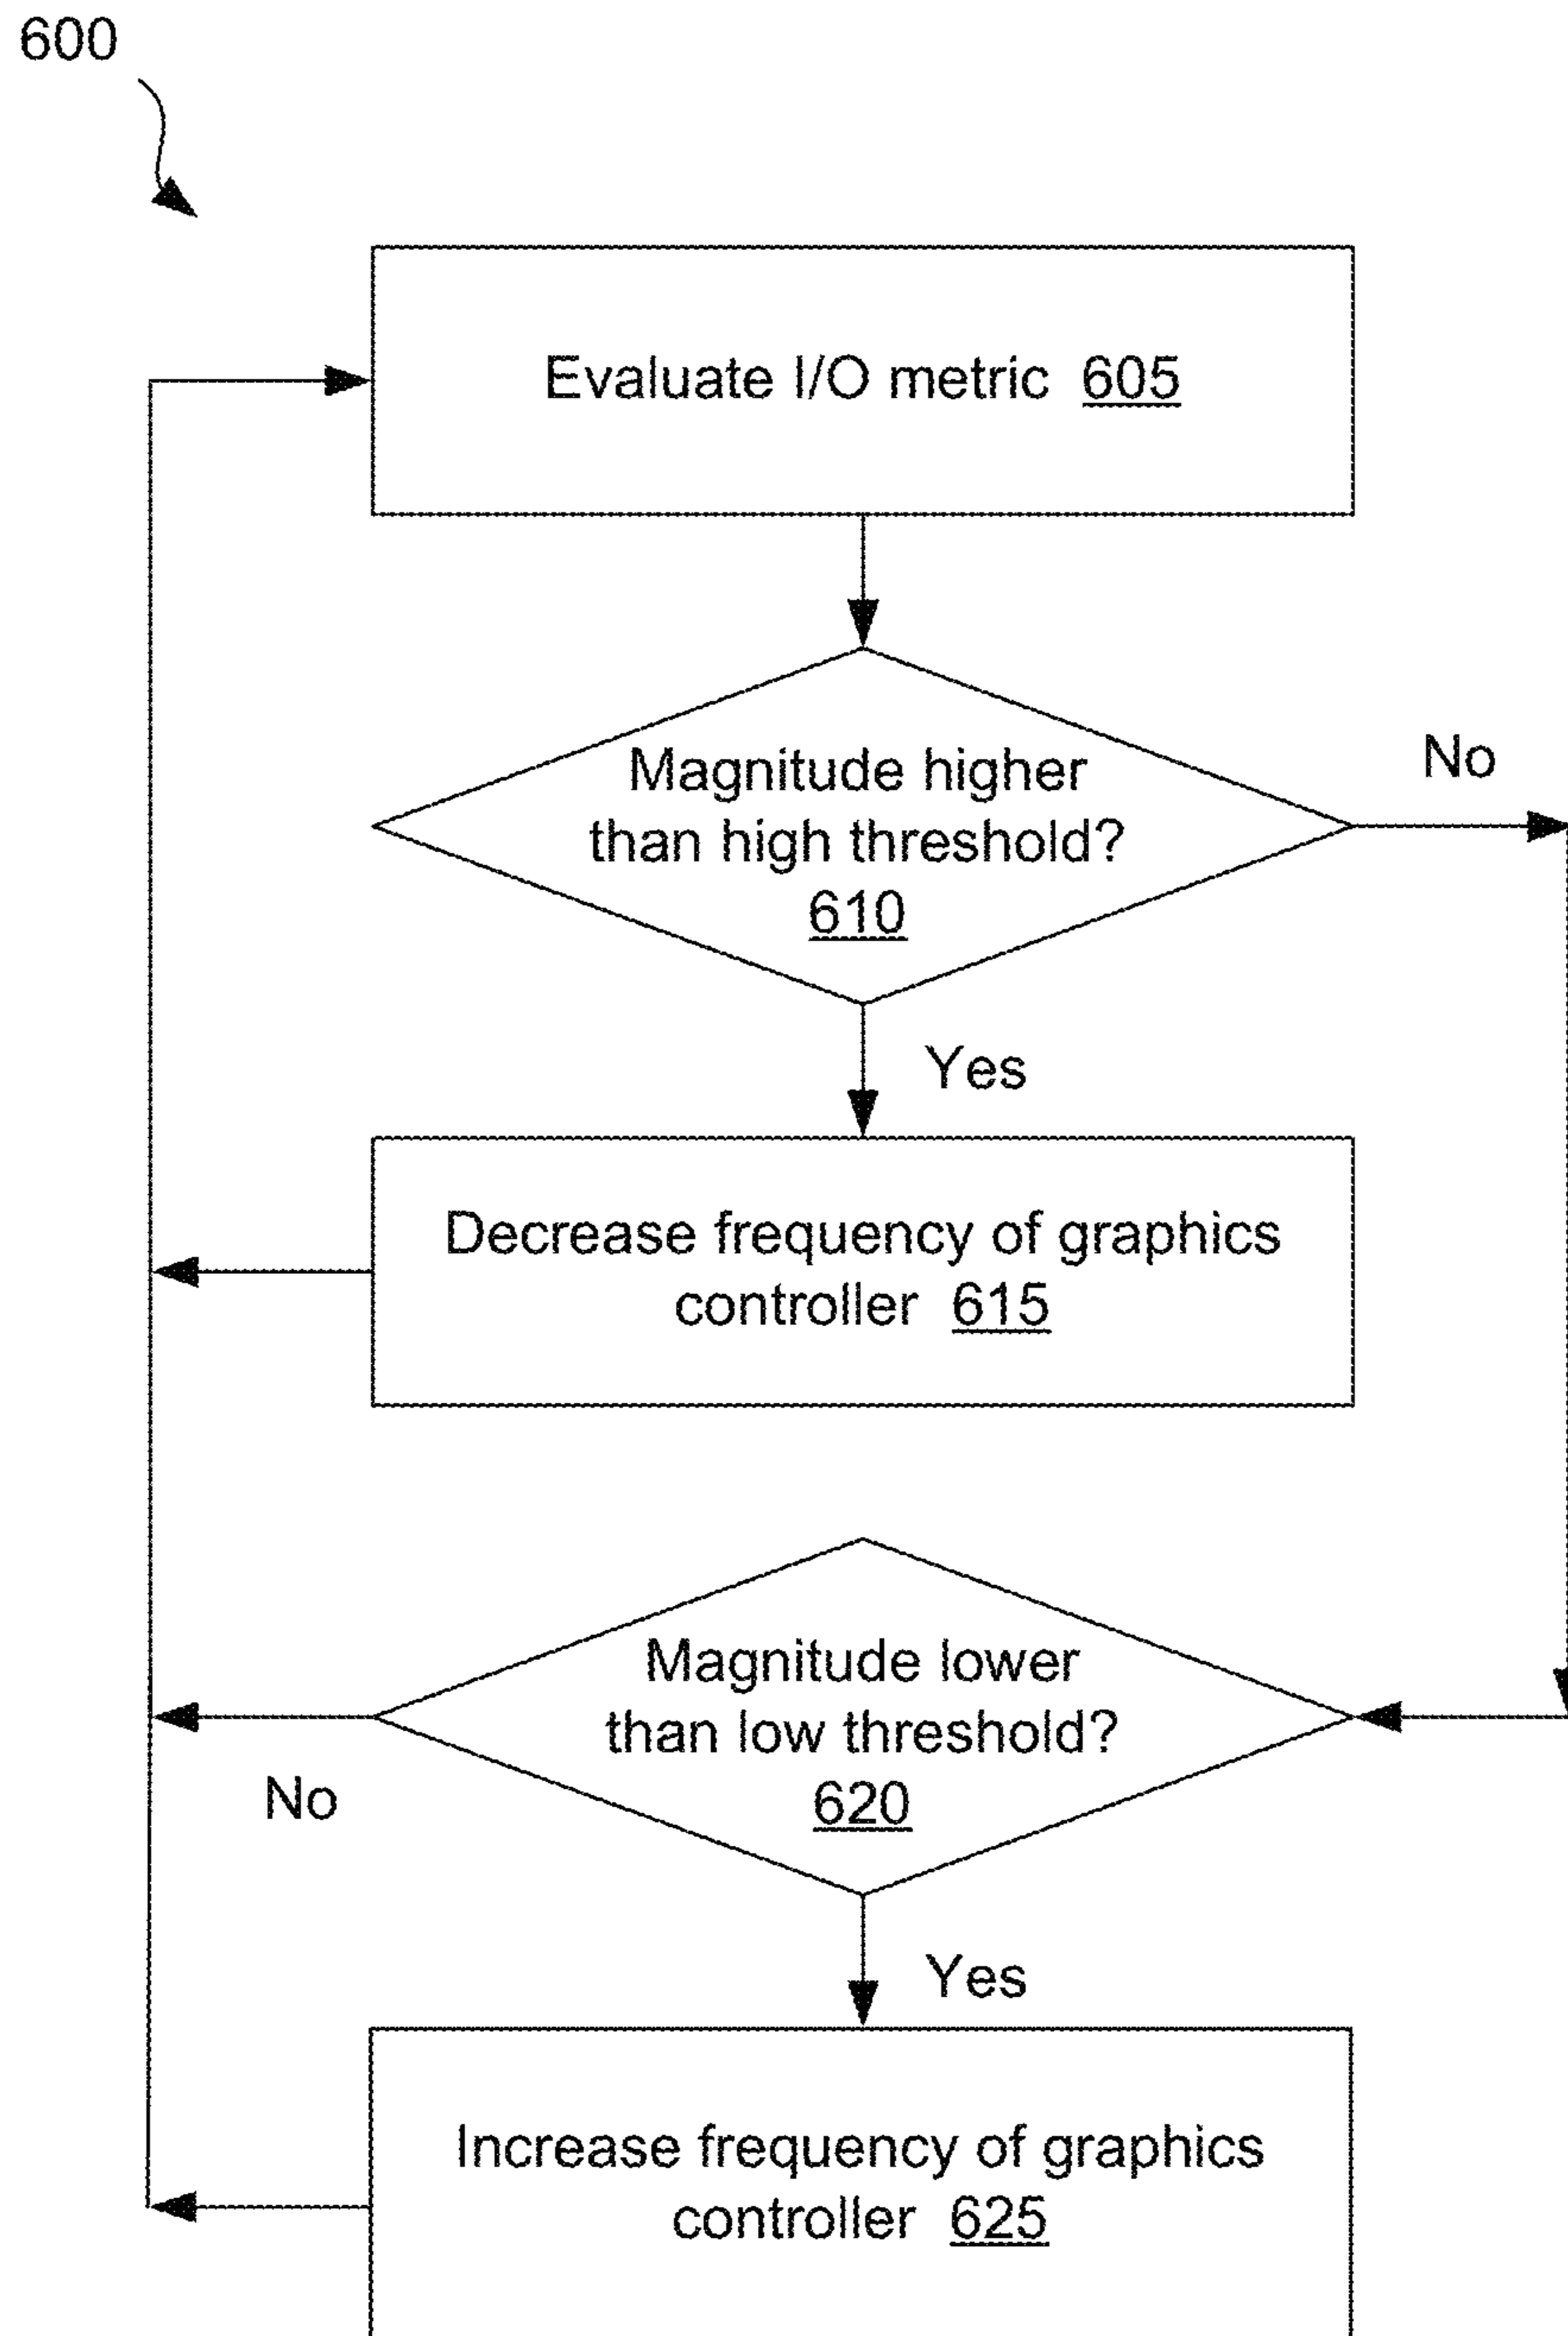 600
Evaluate I/O metric 605
Magnitude higher
than high threshold?
610
No
Yes
Decrease frequency of graphics
controller 615
Magnitude lower
than low threshold?
620
No
Yes
Increase frequency of graphics
controller 625